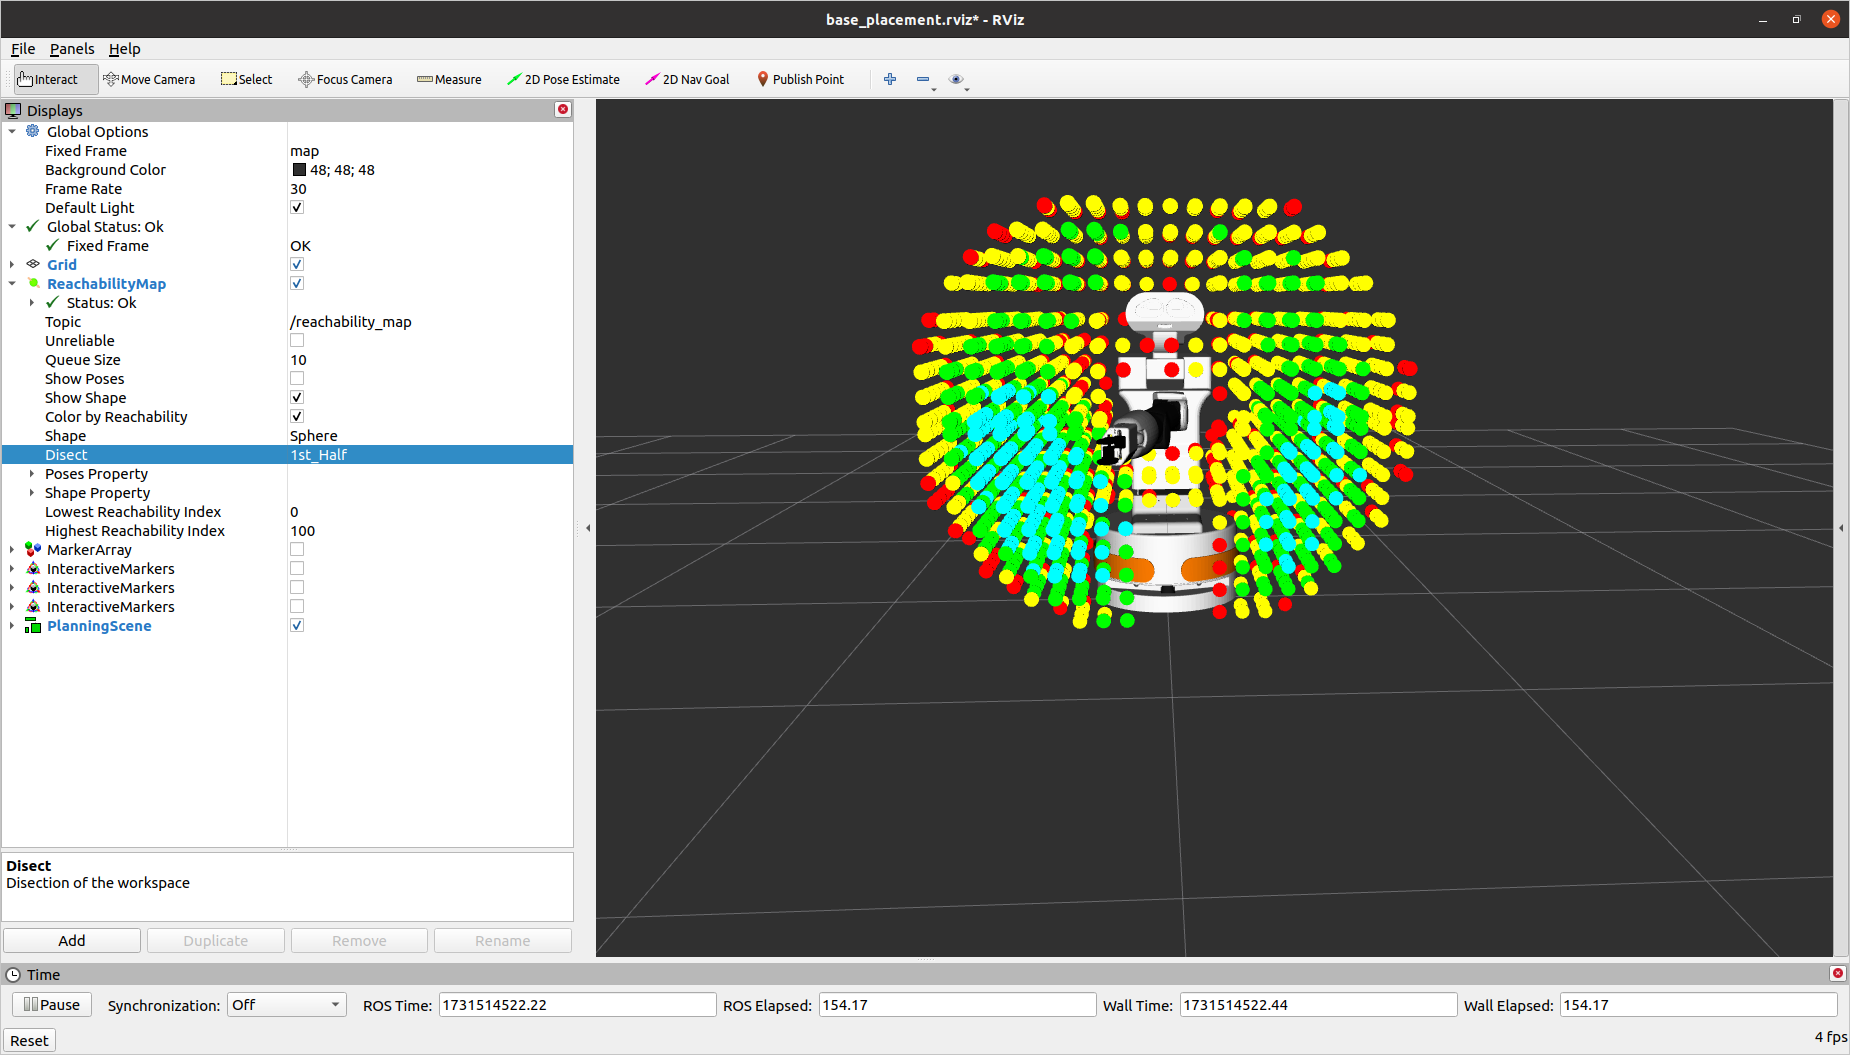 base_placement.rviz* - RViz
File Panels Help
Interact Move Camera Select Focus Camera Measure 2D Pose Estimate 2D Nav Goal Publish Point
Displays
Global Options
Fixed Frame map
Background Color 48; 48; 48
Frame Rate 30
Default Light
Global Status: Ok
Fixed Frame OK
Grid
ReachabilityMap
Status: Ok
Topic /reachability_map
Unreliable
Queue Size 10
Show Poses
Show Shape
Color by Reachability
Shape Sphere
Disect 1st_Half
Poses Property
Shape Property
Lowest Reachability Index 0
Highest Reachability Index 100
MarkerArray
InteractiveMarkers
InteractiveMarkers
InteractiveMarkers
PlanningScene
Disect
Disection of the workspace
Add Duplicate Remove Rename
Time
Pause Synchronization: Off ROS Time: 1731514522.22 ROS Elapsed: 154.17 Wall Time: 1731514522.44 Wall Elapsed: 154.17
Reset 4 fps